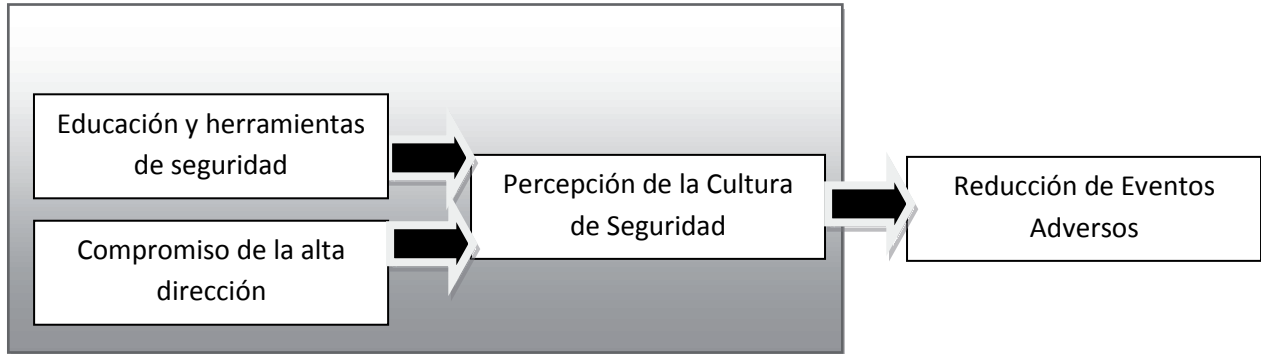 Educación y herramientas
de seguridad
Compromiso de la alta
dirección
Percepción de la Cultura
de Seguridad
Reducción de Eventos
Adversos